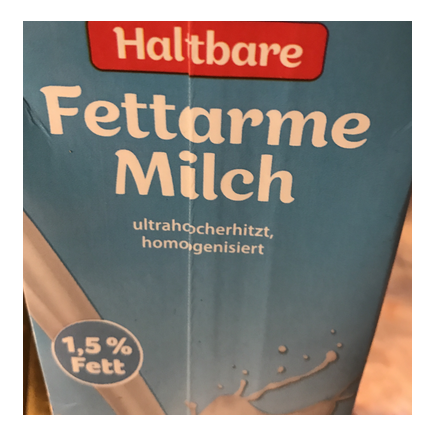 Haltbare
Fettarme
Milch
ultrahocherhitzt,
homogenisiert
1,5 %
Fett